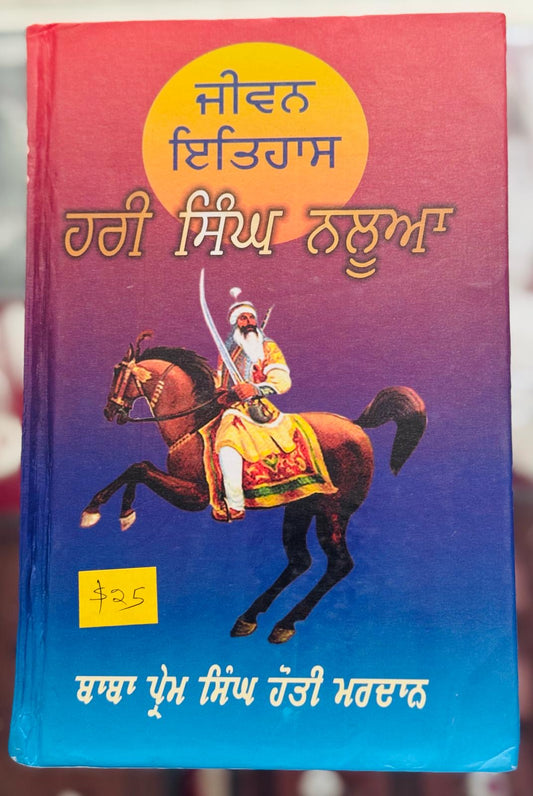 ਜੀਵਨ
ਇਤਿਹਾਸ
ਹਰੀ ਸਿੰਘ ਨਲੂਆ
$25
ਬਾਬਾ ਪ੍ਰੇਮ ਸਿੰਘ ਹੋਤੀ ਮਰਦਾਨ